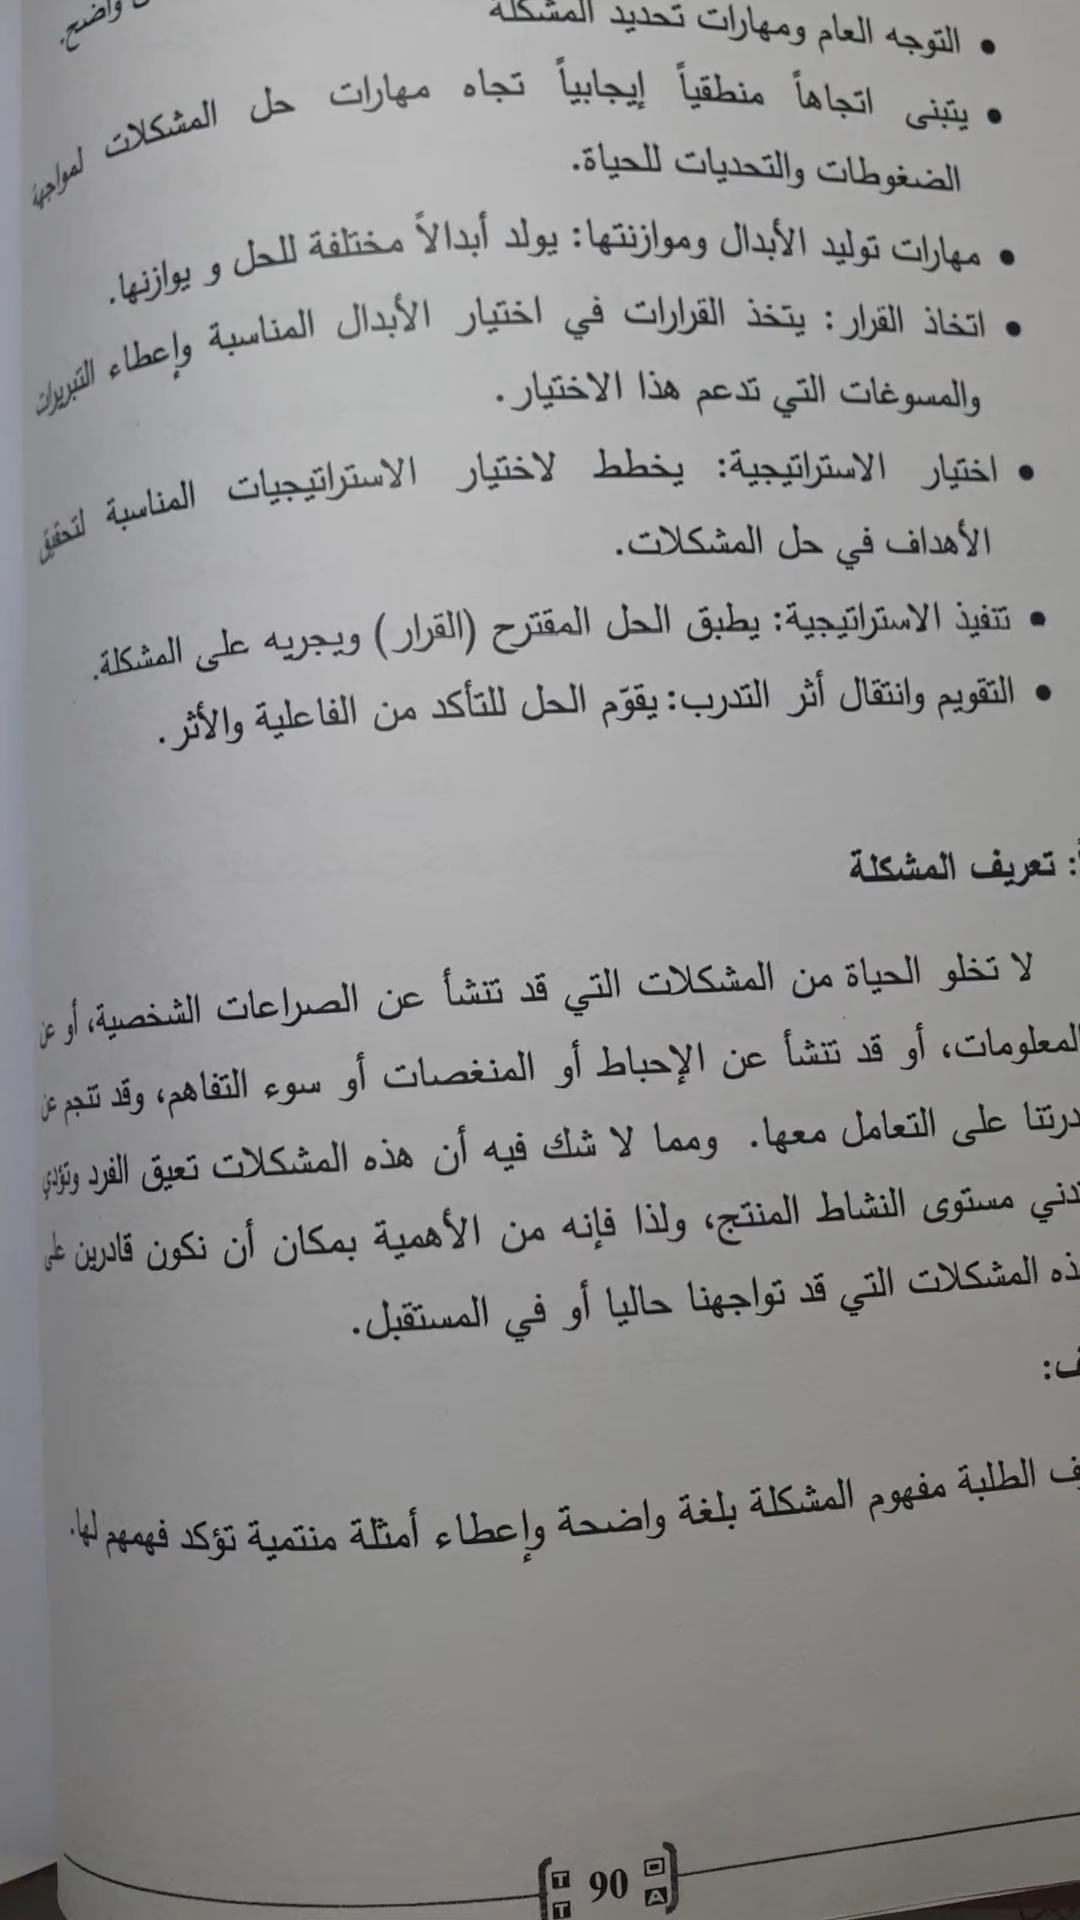 واضح.
• التوجه العام ومهارات تحديد المشكلة
• يتبنى اتجاهاً منطقياً إيجابياً تجاه مهارات حل المشكلات لمواجهة
الضغوطات والتحديات للحياة.
• مهارات توليد الأبدال وموازنتها: يولد أبدالاً مختلفة للحل و يوازنها.
• اتخاذ القرار: يتخذ القرارات في اختيار الأبدال المناسبة وإعطاء التبريرات
والمسوغات التي تدعم هذا الاختيار.
• اختيار الاستراتيجية: يخطط لاختيار الاستراتيجيات المناسبة لتحقيق
الأهداف في حل المشكلات.
• تنفيذ الاستراتيجية: يطبق الحل المقترح (القرار) ويجريه على المشكلة.
• التقويم وانتقال أثر التدرب: يقوّم الحل للتأكد من الفاعلية والأثر.
: تعريف المشكلة
لا تخلو الحياة من المشكلات التي قد تنشأ عن الصراعات الشخصية، أو عن
المعلومات، أو قد تنشأ عن الإحباط أو المنغصات أو سوء التفاهم، وقد تنجم عن
درتنا على التعامل معها. ومما لا شك فيه أن هذه المشكلات تعيق الفرد وتؤدي
دني مستوى النشاط المنتج، ولذا فإنه من الأهمية بمكان أن نكون قادرين على
ذه المشكلات التي قد تواجهنا حاليا أو في المستقبل.
ف:
ف الطلبة مفهوم المشكلة بلغة واضحة وإعطاء أمثلة منتمية تؤكد فهمهم لها.
90